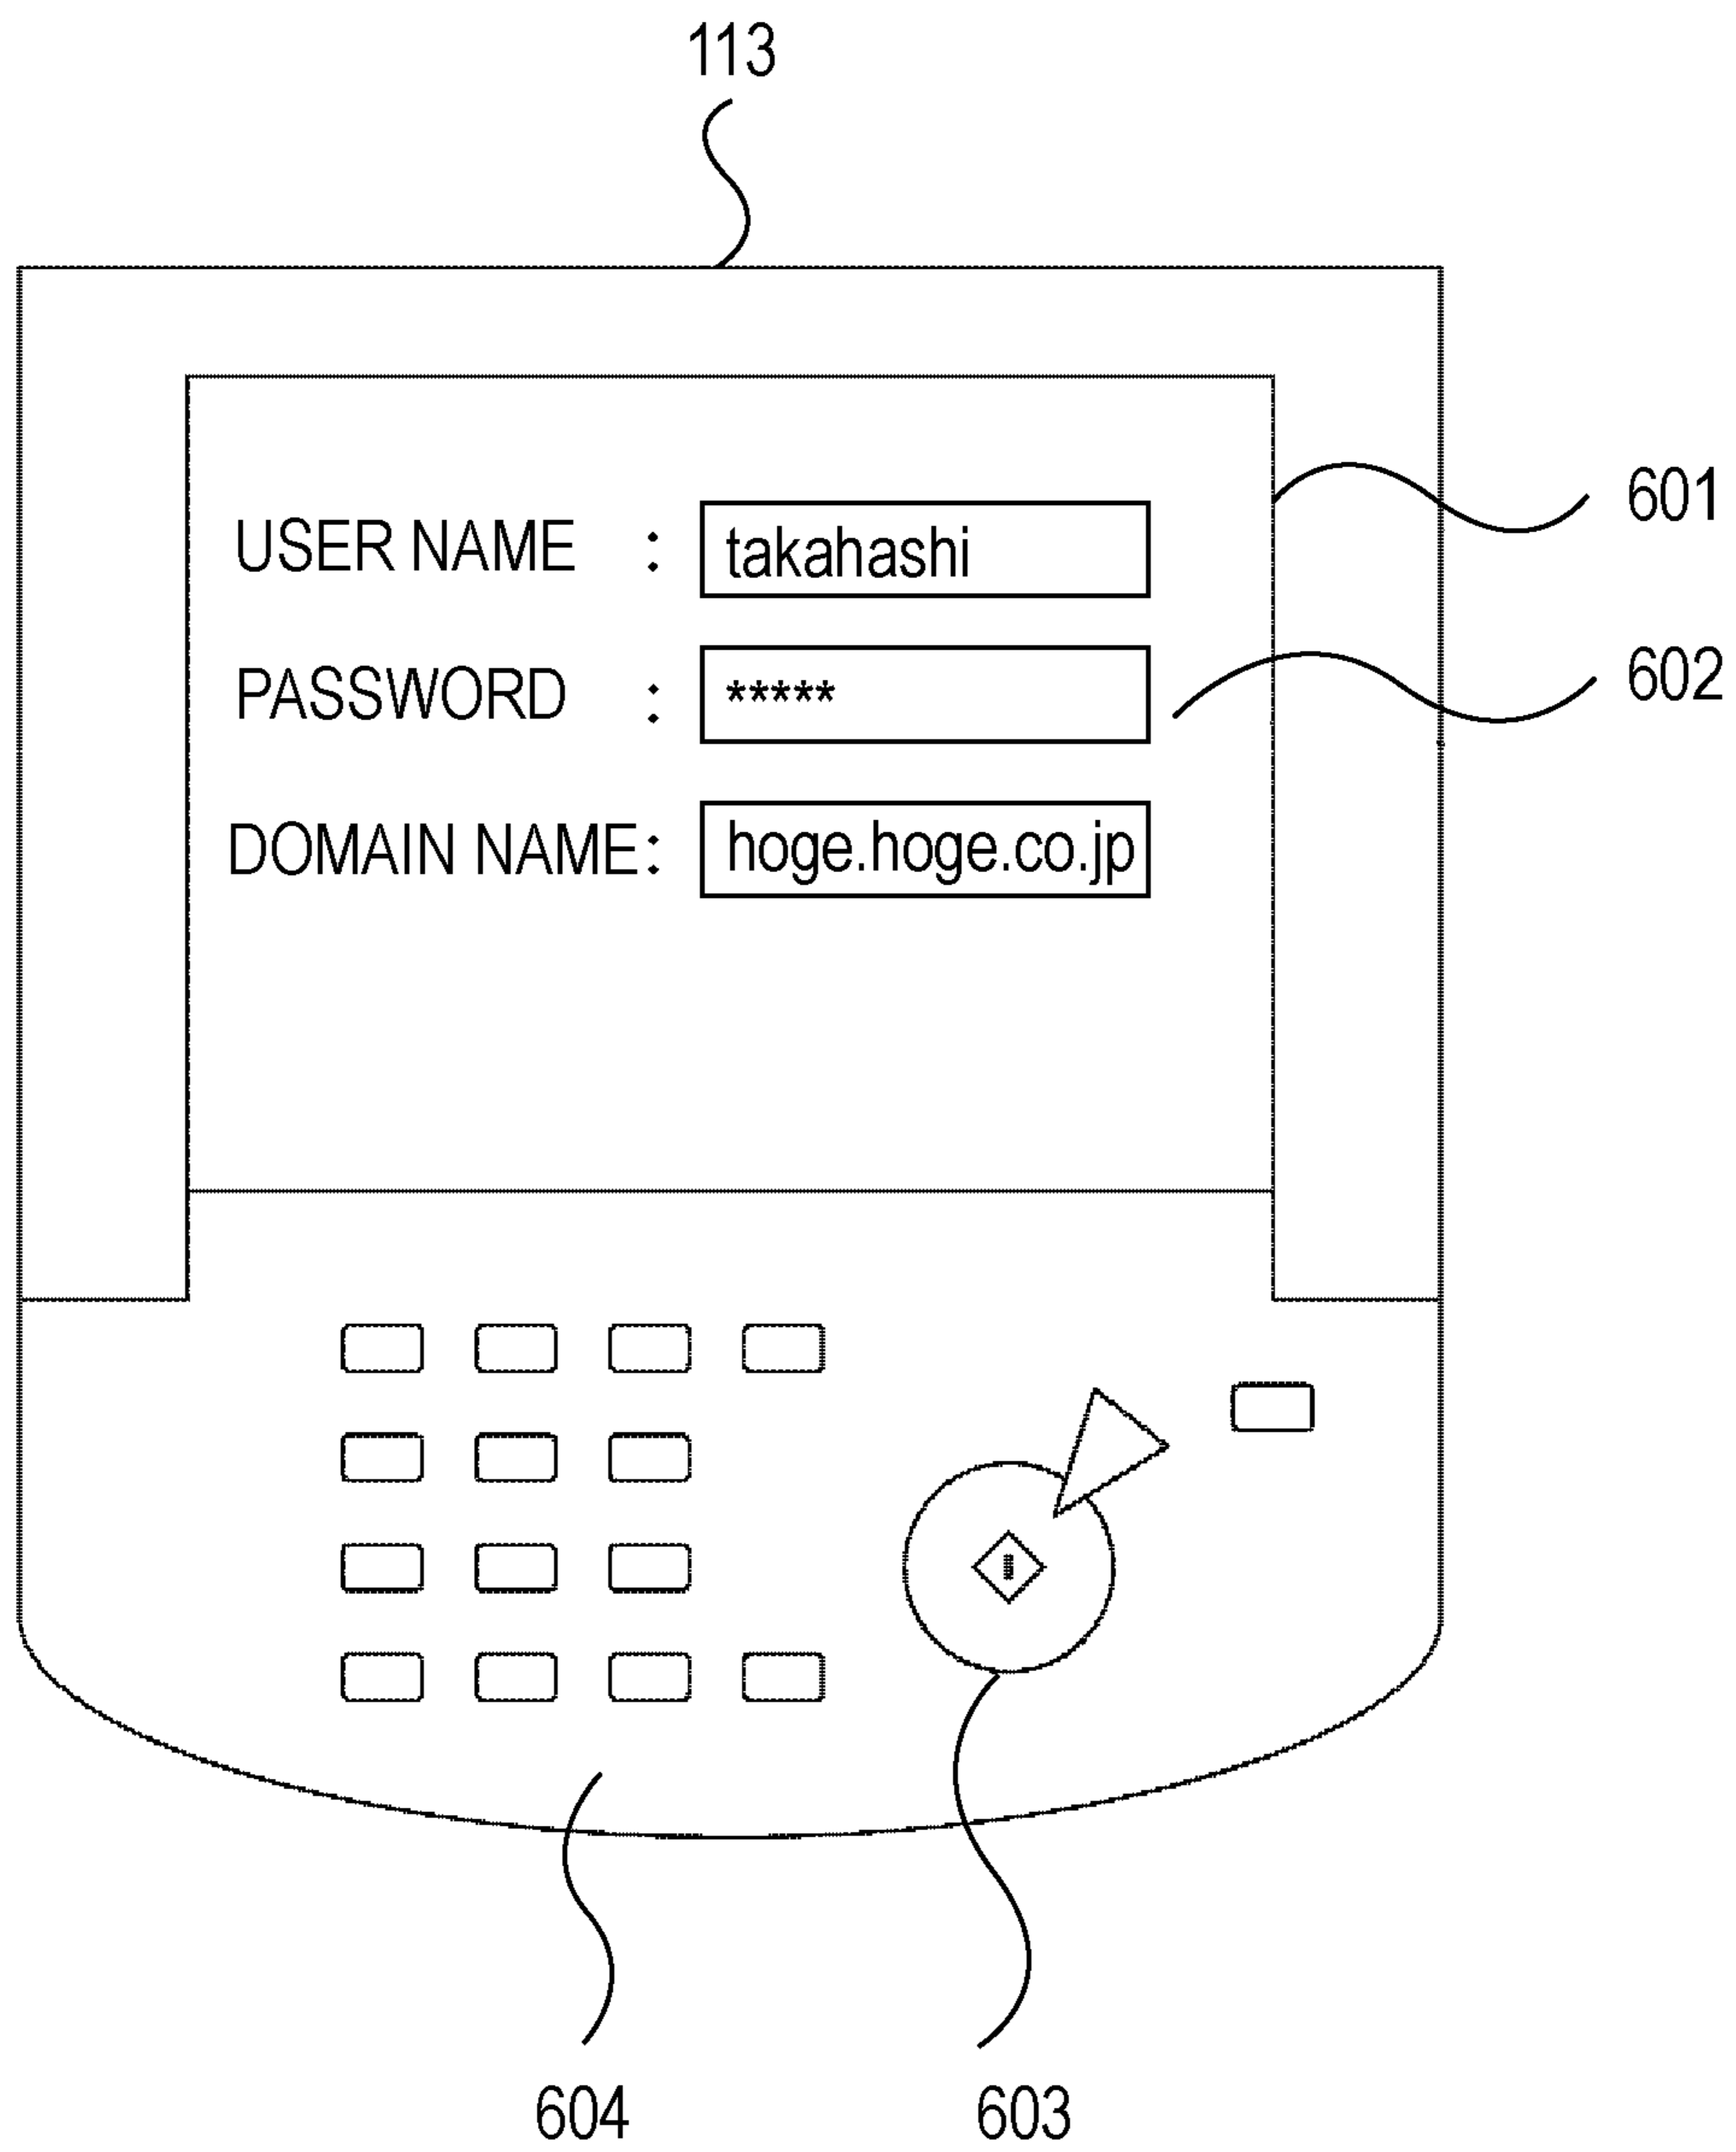 113
601
USER NAME : takahashi
602
PASSWORD : *****
DOMAIN NAME: hoge.hoge.co.jp
604
603